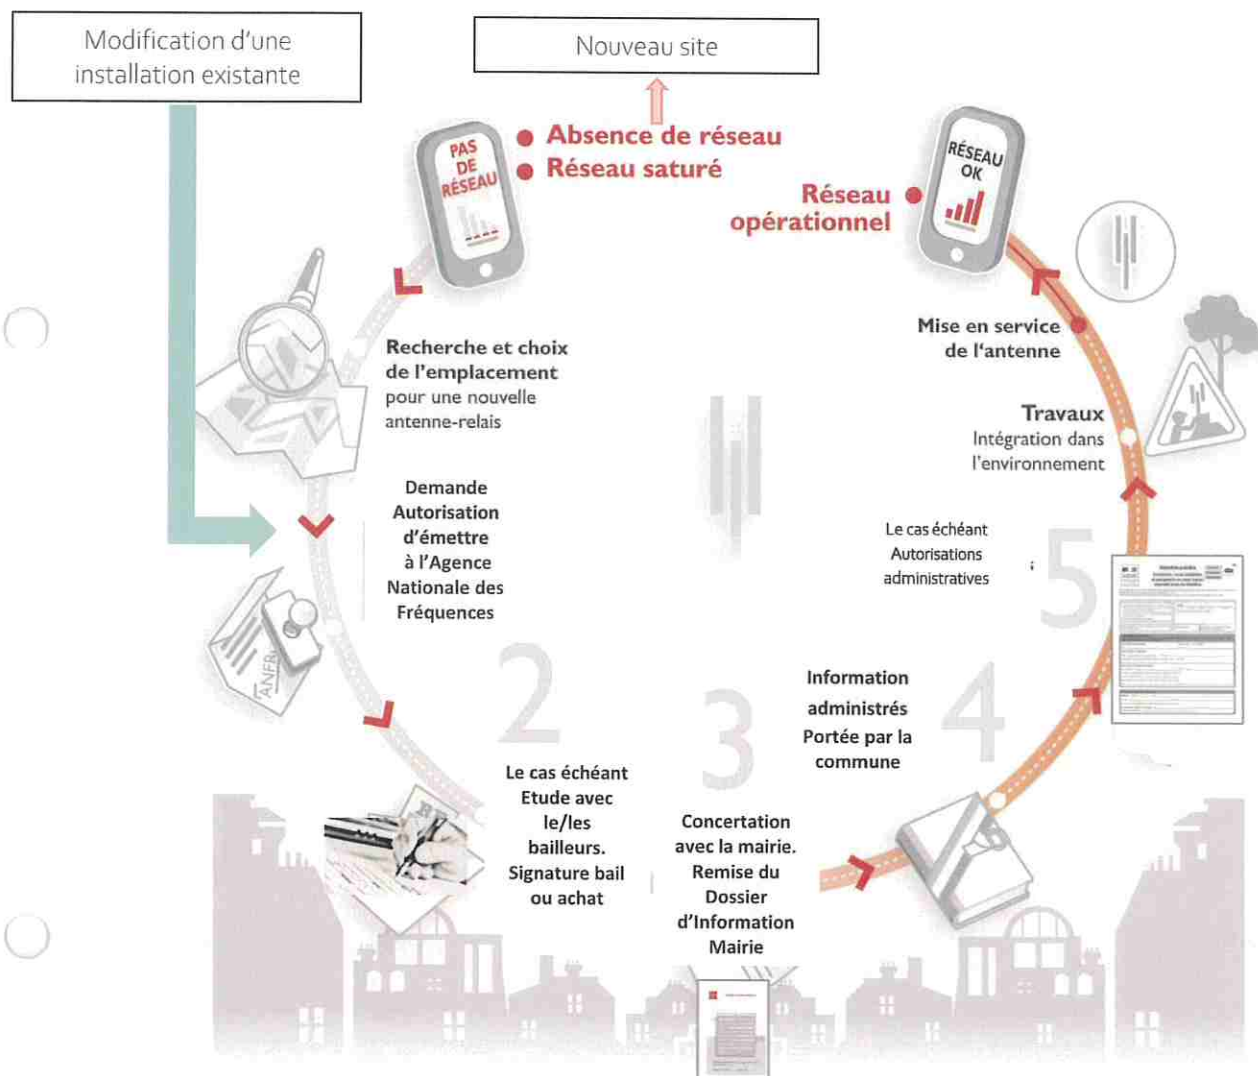 Modification d'une
installation existante
Nouveau site
Absence de réseau
Réseau saturé
PAS
DE
RÉSEAU
RÉSEAU
OK
Réseau
opérationnel
Recherche et choix
de l'emplacement
pour une nouvelle
antenne-relais
Mise en service
de l'antenne
Travaux
Intégration dans
l'environnement
Demande
Autorisation
d'émettre
à l'Agence
Nationale des
Fréquences
Le cas échéant
Autorisations
administratives
5
ANFR
2
Information
administrés
Portée par la
commune
4
3
Le cas échéant
Etude avec
le/les
bailleurs.
Signature bail
ou achat
Concertation
avec la mairie.
Remise du
Dossier
d'Information
Mairie